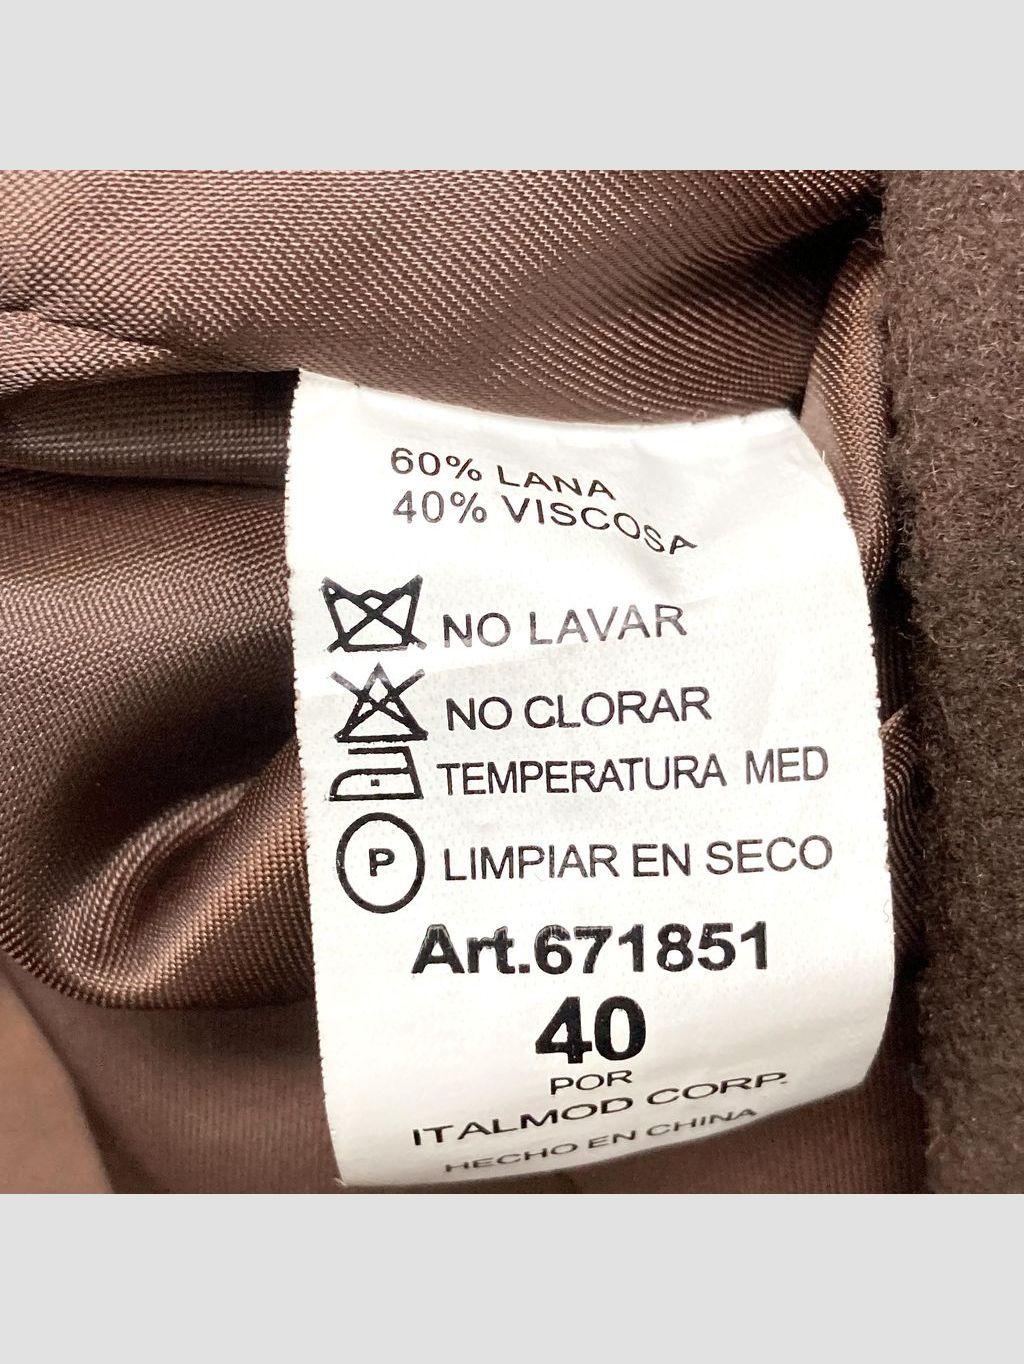 60% LANA
40% VISCOSA
NO LAVAR
NO CLORAR
TEMPERATURA MED
P LIMPIAR EN SECO
Art.671851
40
POR
ITALMOD CORP.
HECHO EN CHINA